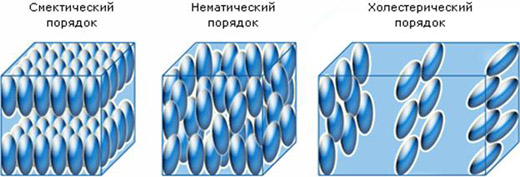 Смектический
порядок
Нематический
порядок
Холестерический
порядок